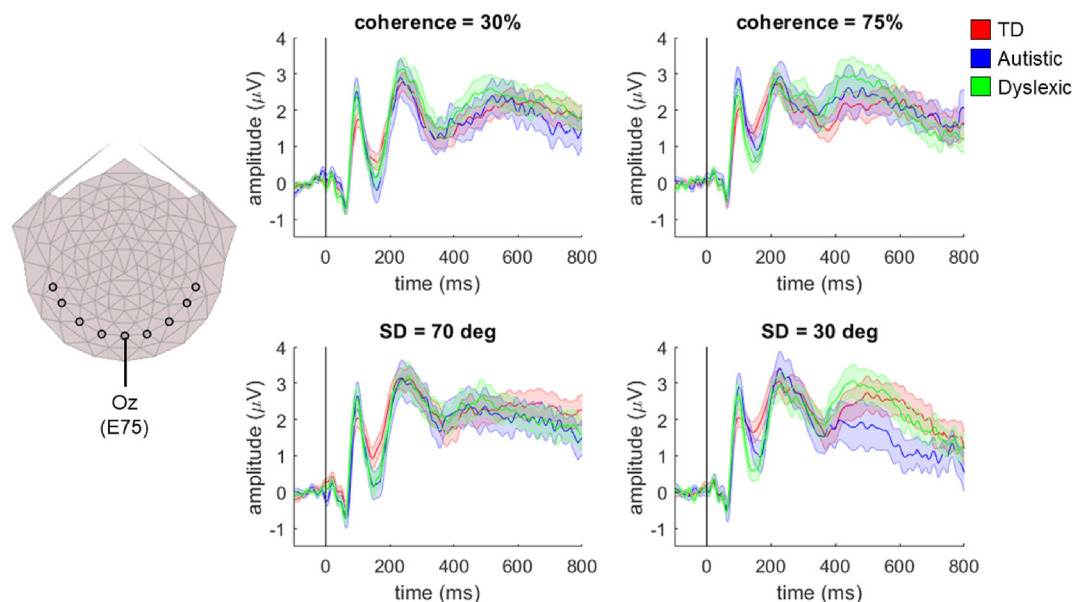 coherence = 30%
4
3
2
1
0
-1
amplitude (µV)
0 200 400 600 800
time (ms)
coherence = 75%
4
3
2
1
0
-1
amplitude (µV)
0 200 400 600 800
time (ms)
TD
Autistic
Dyslexic
Oz
(E75)
SD = 70 deg
4
3
2
1
0
-1
amplitude (µV)
0 200 400 600 800
time (ms)
SD = 30 deg
4
3
2
1
0
-1
amplitude (µV)
0 200 400 600 800
time (ms)